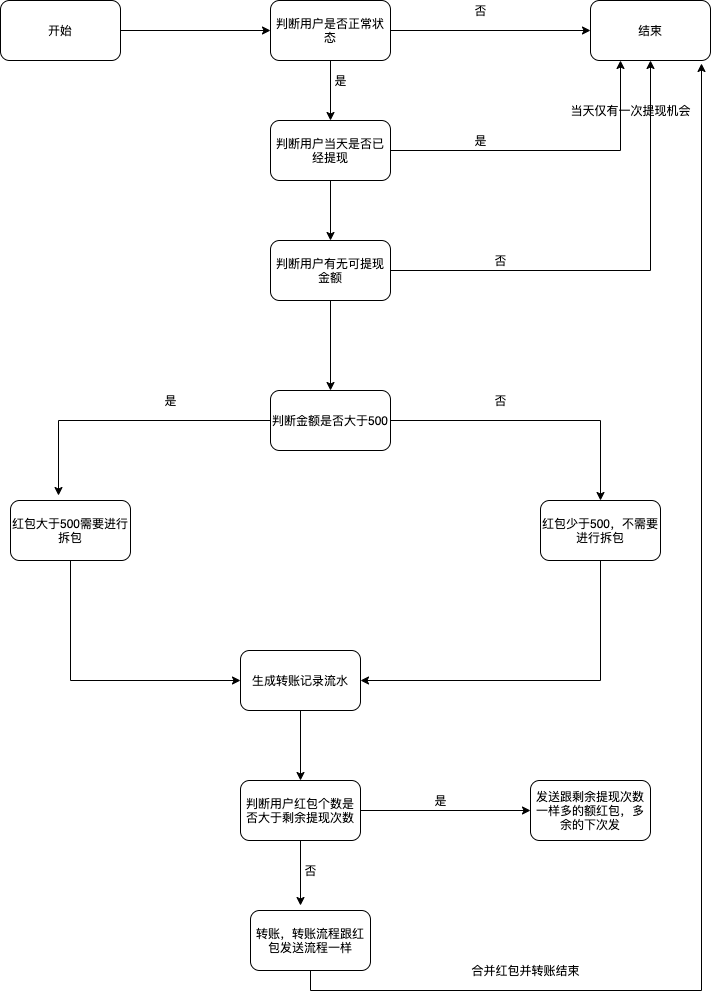 开始
判断用户是否正常状
态
否
结束
是
当天仅有一次提现机会
判断用户当天是否已
经提现
是
判断用户有无可提现
金额
否
是
判断金额是否大于500
否
红包大于500需要进行
拆包
红包少于500，不需要
进行拆包
生成转账记录流水
判断用户红包个数是
否大于剩余提现次数
是
发送跟剩余提现次数
一样多的额红包，多
余的下次发
否
转账，转账流程跟红
包发送流程一样
合并红包并转账结束